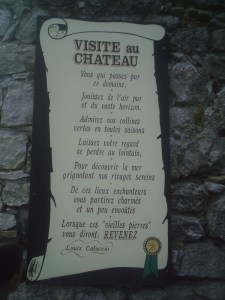 VISITE au
CHATEAU
Vous qui passez par
ce domaine,
Jouissez de l'air pur
et du vaste horizon.
Admirez nos collines
vertes en toutes saisons
Laissez votre regard
se perdre au lointain,
Pour découvrir la mer
grignotant nos rivages sereins
De ces lieux enchanteurs
vous partirez charmés
et un peu envoûtés
Lorsque ces "vieilles pierres"
vous diront: REVENEZ